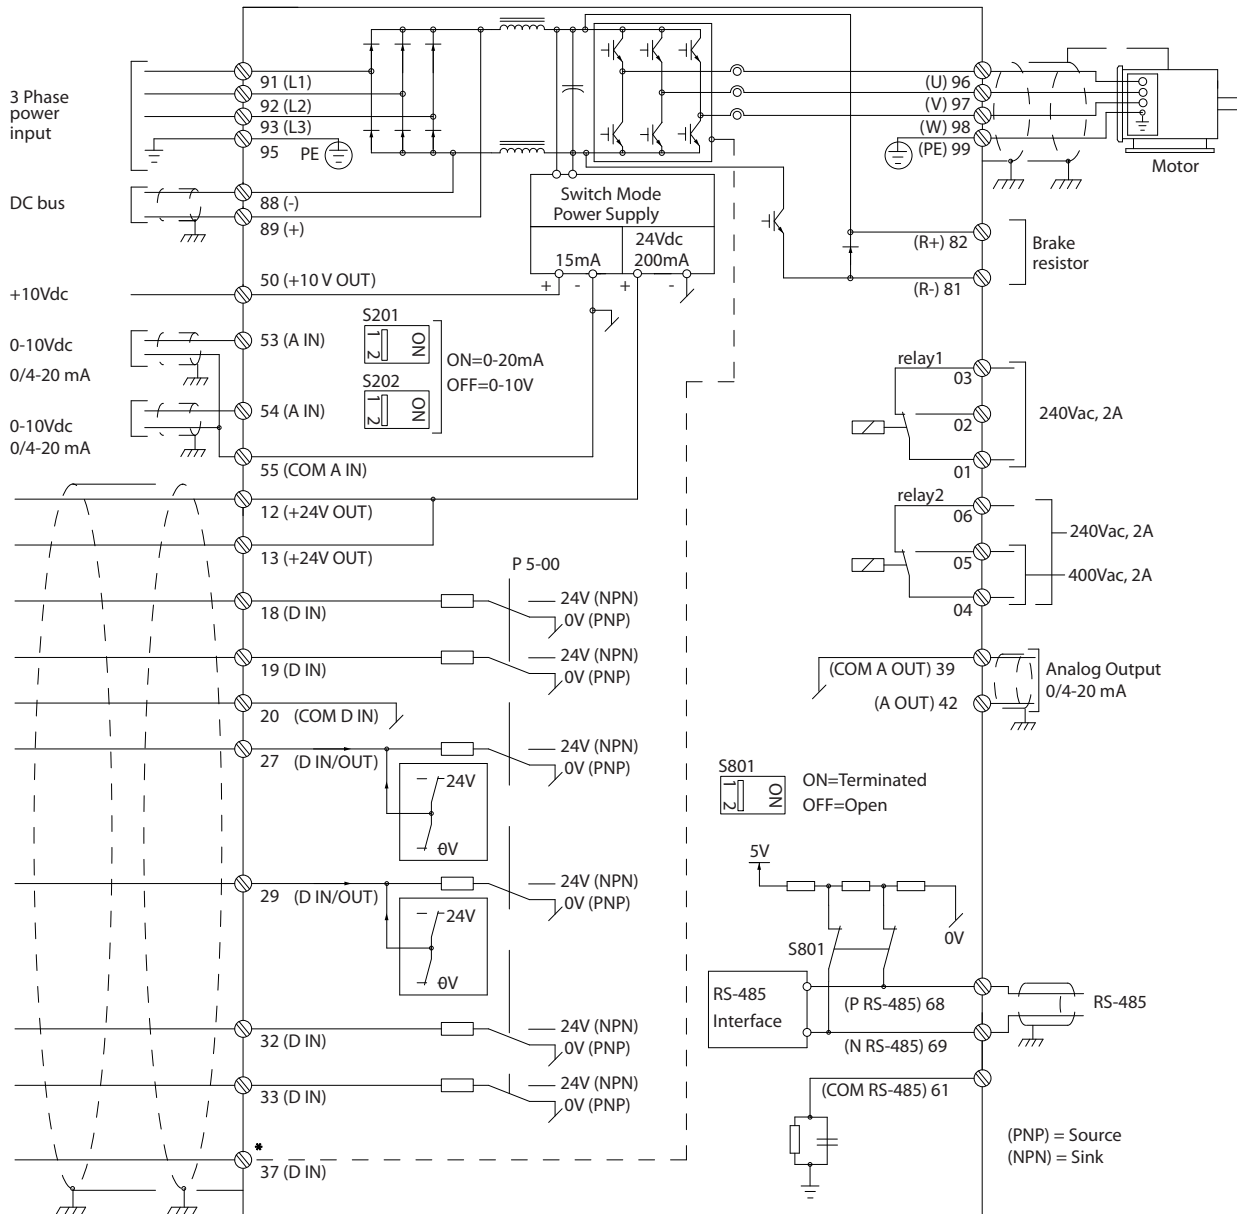 3 Phase
power
input
91 (L1)
92 (L2)
93 (L3)
95 PE
DC bus
88 (-)
89 (+)
+10Vdc
50 (+10 V OUT)
0-10Vdc
0/4-20 mA
53 (A IN)
0-10Vdc
0/4-20 mA
54 (A IN)
55 (COM A IN)
12 (+24V OUT)
13 (+24V OUT)
18 (D IN)
19 (D IN)
20 (COM D IN)
27 (D IN/OUT)
29 (D IN/OUT)
32 (D IN)
33 (D IN)
*
37 (D IN)
S201
1 2 ON
S202
1 2 ON
ON=0-20mA
OFF=0-10V
Switch Mode
Power Supply
15mA
24Vdc
200mA
+ - + -
P 5-00
24V (NPN)
0V (PNP)
24V (NPN)
0V (PNP)
24V (NPN)
0V (PNP)
24V
0V
24V (NPN)
0V (PNP)
24V
0V
24V (NPN)
0V (PNP)
24V (NPN)
0V (PNP)
(U) 96
(V) 97
(W) 98
(PE) 99
Motor
(R+) 82
(R-) 81
Brake
resistor
relay1
03
02
01
240Vac, 2A
relay2
06
05
04
240Vac, 2A
400Vac, 2A
(COM A OUT) 39
(A OUT) 42
Analog Output
0/4-20 mA
S801
1 2 ON
ON=Terminated
OFF=Open
5V
0V
S801
RS-485
Interface
(P RS-485) 68
(N RS-485) 69
(COM RS-485) 61
RS-485
(PNP) = Source
(NPN) = Sink